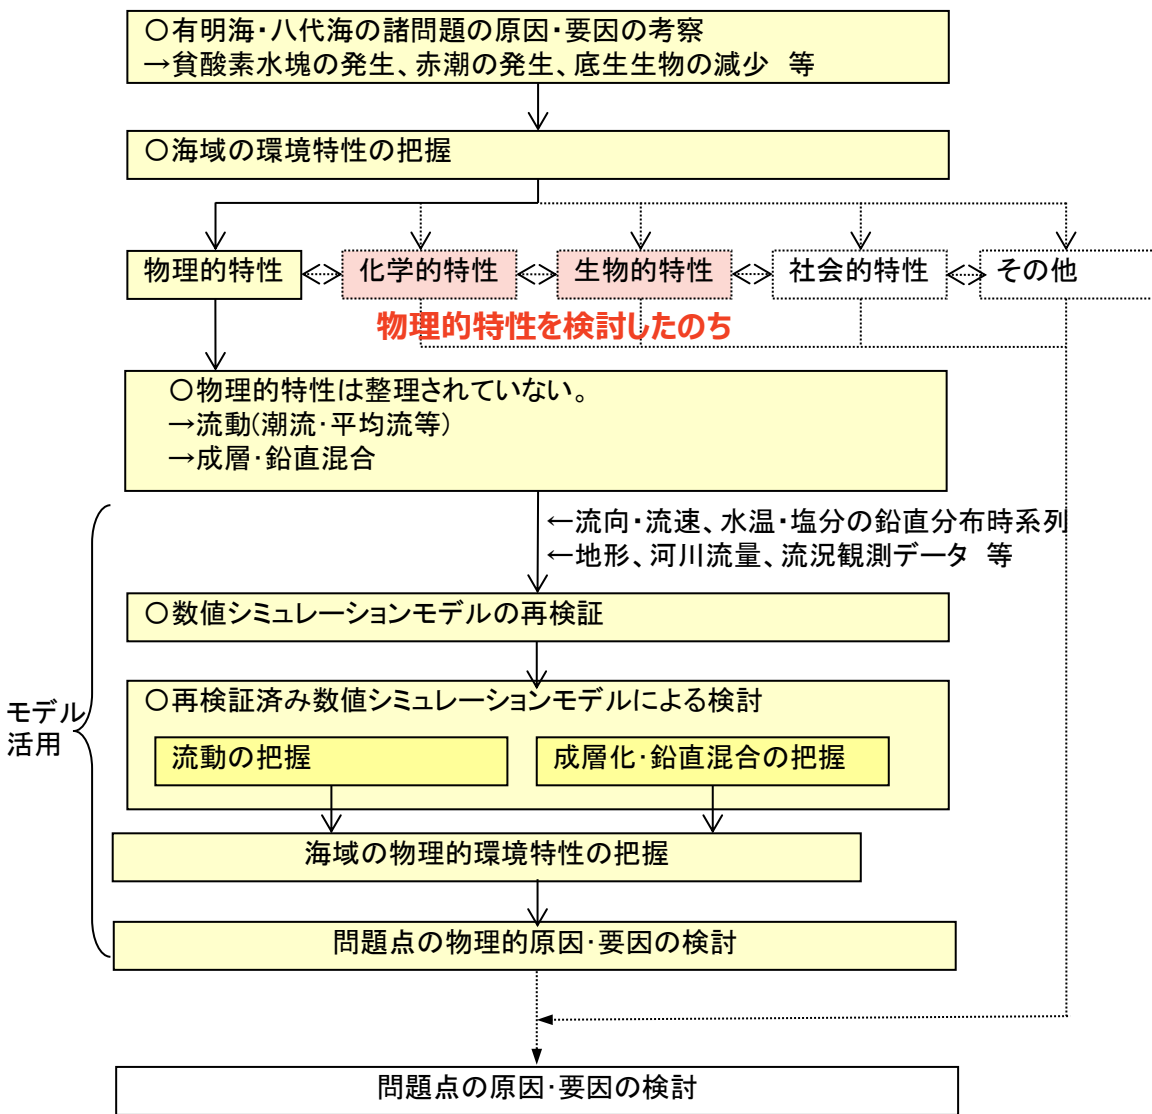 ○有明海・八代海の諸問題の原因・要因の考察
→貧酸素水塊の発生、赤潮の発生、底生生物の減少　等
○海域の環境特性の把握
物理的特性
化学的特性
生物的特性
社会的特性
その他
物理的特性を検討したのち
○物理的特性は整理されていない。
→流動(潮流・平均流等)
→成層・鉛直混合
←流向・流速、水温・塩分の鉛直分布時系列
←地形、河川流量、流況観測データ　等
○数値シミュレーションモデルの再検証
○再検証済み数値シミュレーションモデルによる検討
モデル
活用
流動の把握
成層化・鉛直混合の把握
海域の物理的環境特性の把握
問題点の物理的原因・要因の検討
問題点の原因・要因の検討